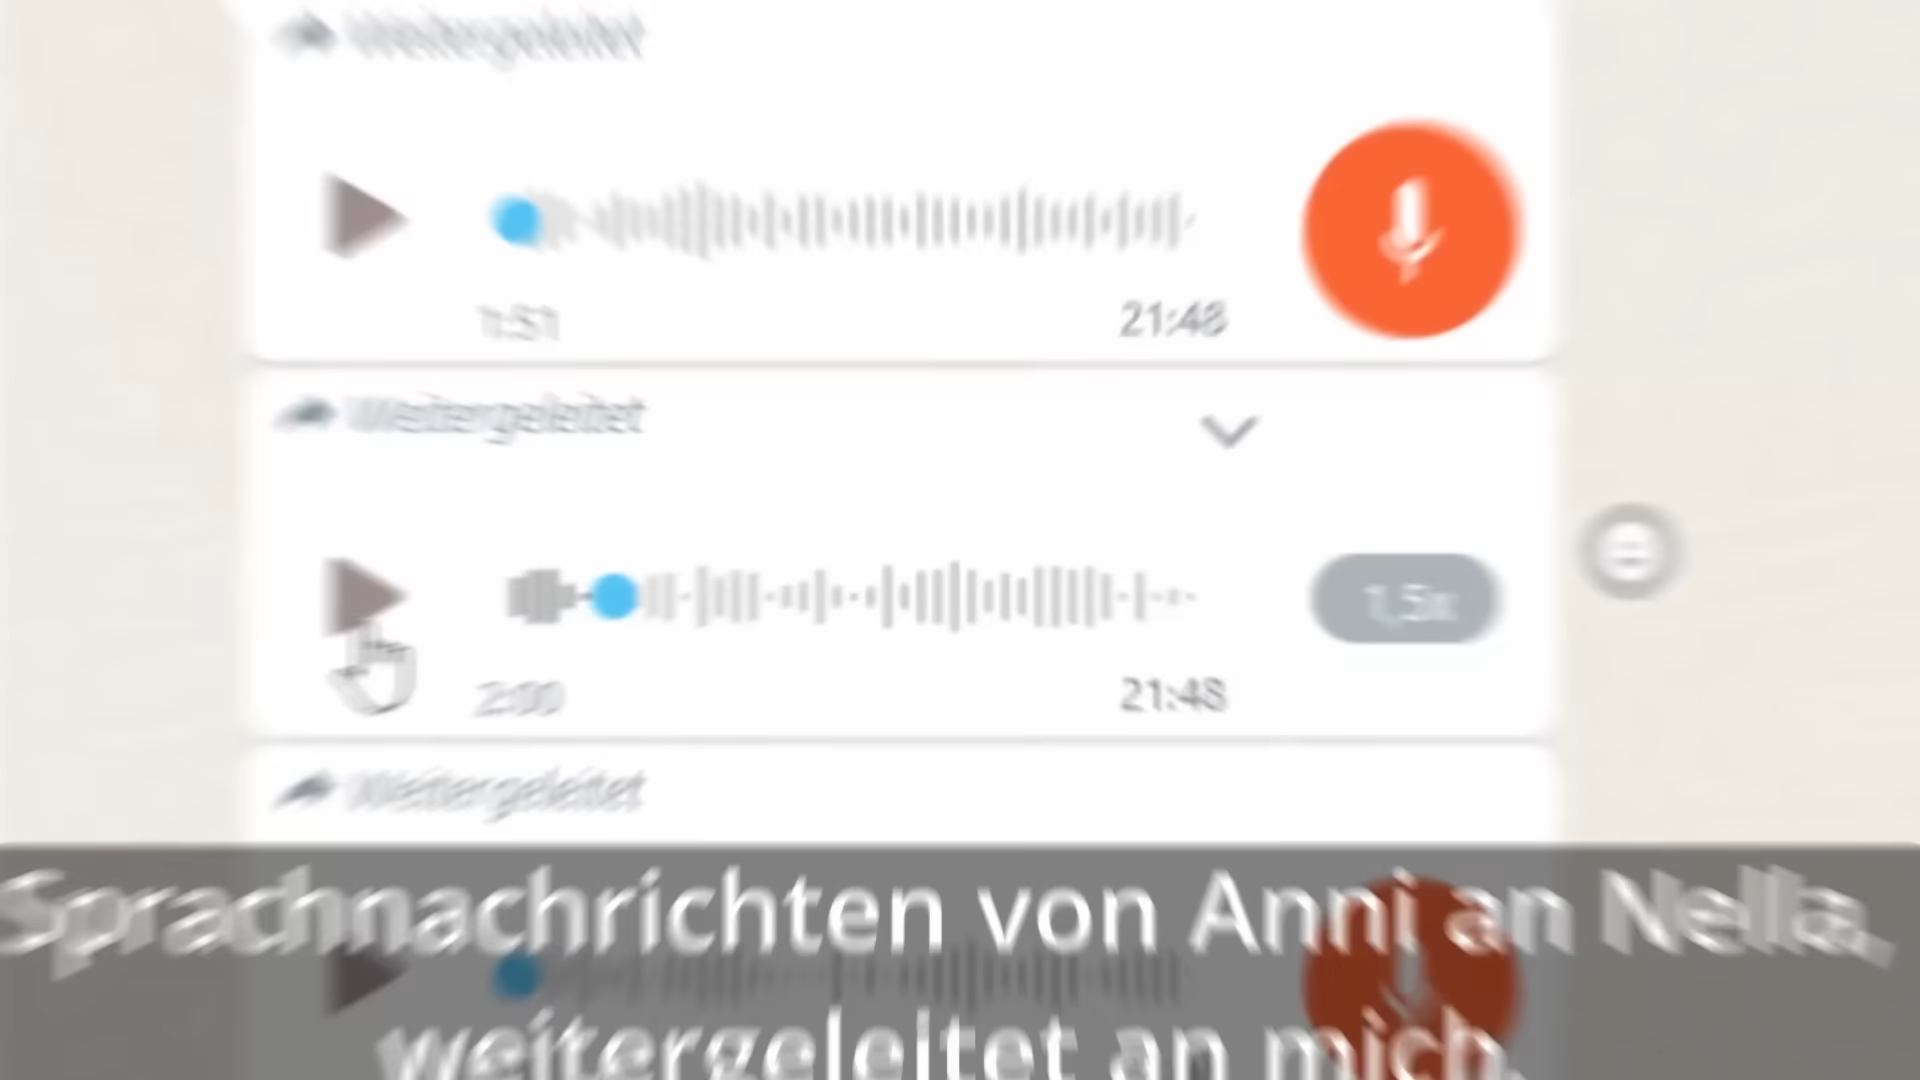 Weitergeleitet
1:51
21:48
Weitergeleitet
1,5x
2:00
21:48
Weitergeleitet
Sprachnachrichten von Anni an Nella,
weitergeleitet an mich.